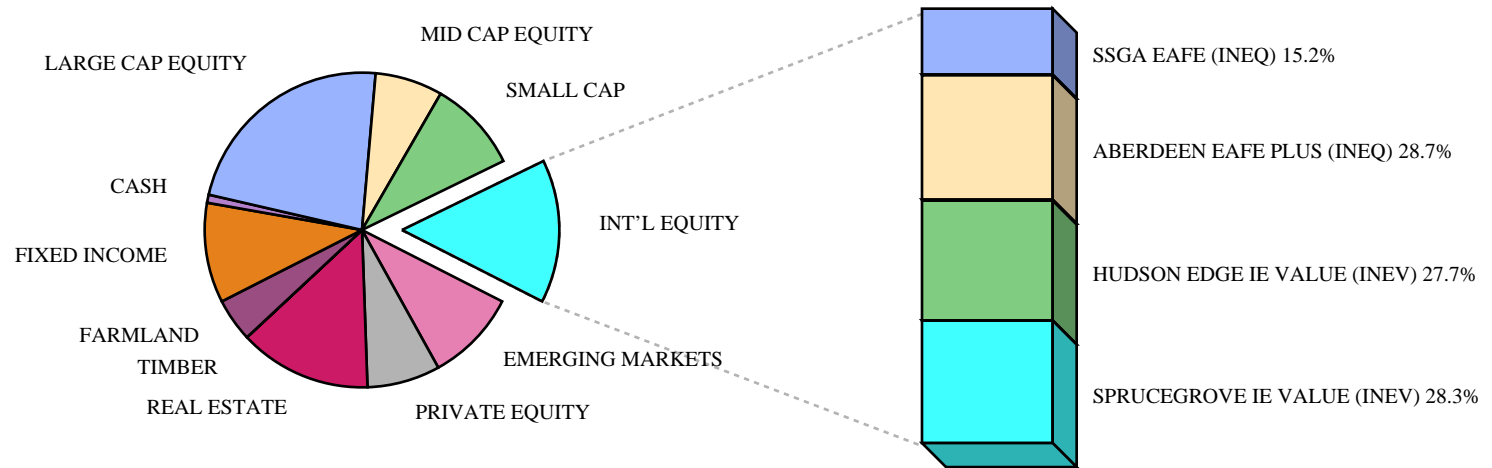 MID CAP EQUITY
LARGE CAP EQUITY
SMALL CAP
CASH
INT'L EQUITY
FIXED INCOME
FARMLAND
TIMBER
EMERGING MARKETS
REAL ESTATE
PRIVATE EQUITY
SSGA EAFE (INEQ) 15.2%
ABERDEEN EAFE PLUS (INEQ) 28.7%
HUDSON EDGE IE VALUE (INEV) 27.7%
SPRUCEGROVE IE VALUE (INEV) 28.3%